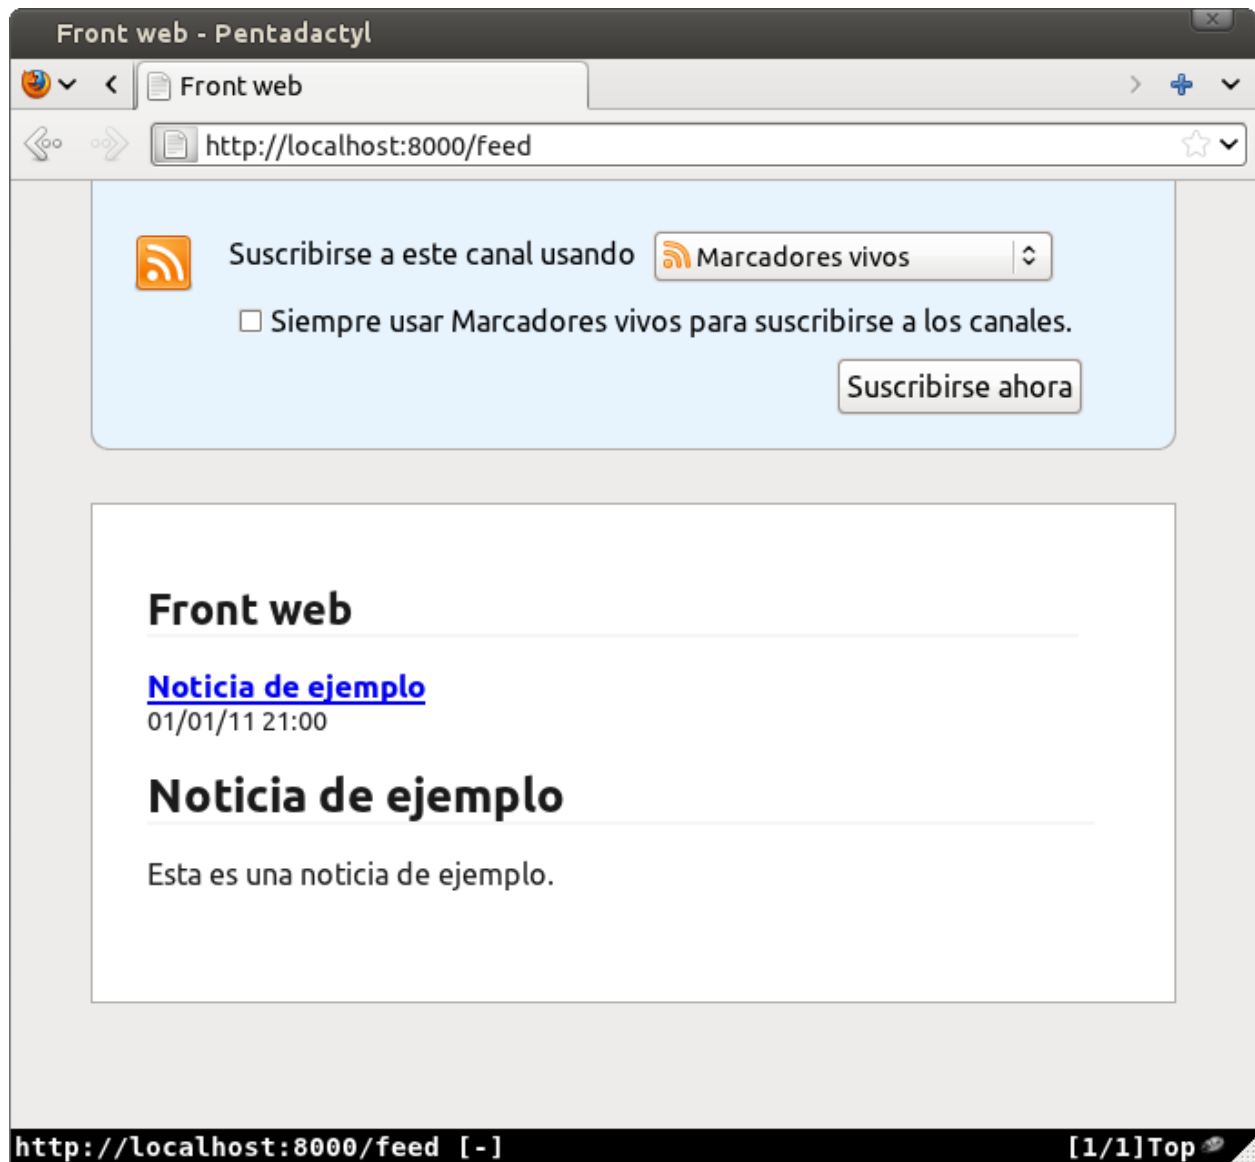 Front web - Pentadactyl
Front web
http://localhost:8000/feed
Suscribirse a este canal usando Marcadores vivos
Siempre usar Marcadores vivos para suscribirse a los canales.
Suscribirse ahora
Front web
Noticia de ejemplo
01/01/11 21:00
Noticia de ejemplo
Esta es una noticia de ejemplo.
http://localhost:8000/feed [-] [1/1]Top